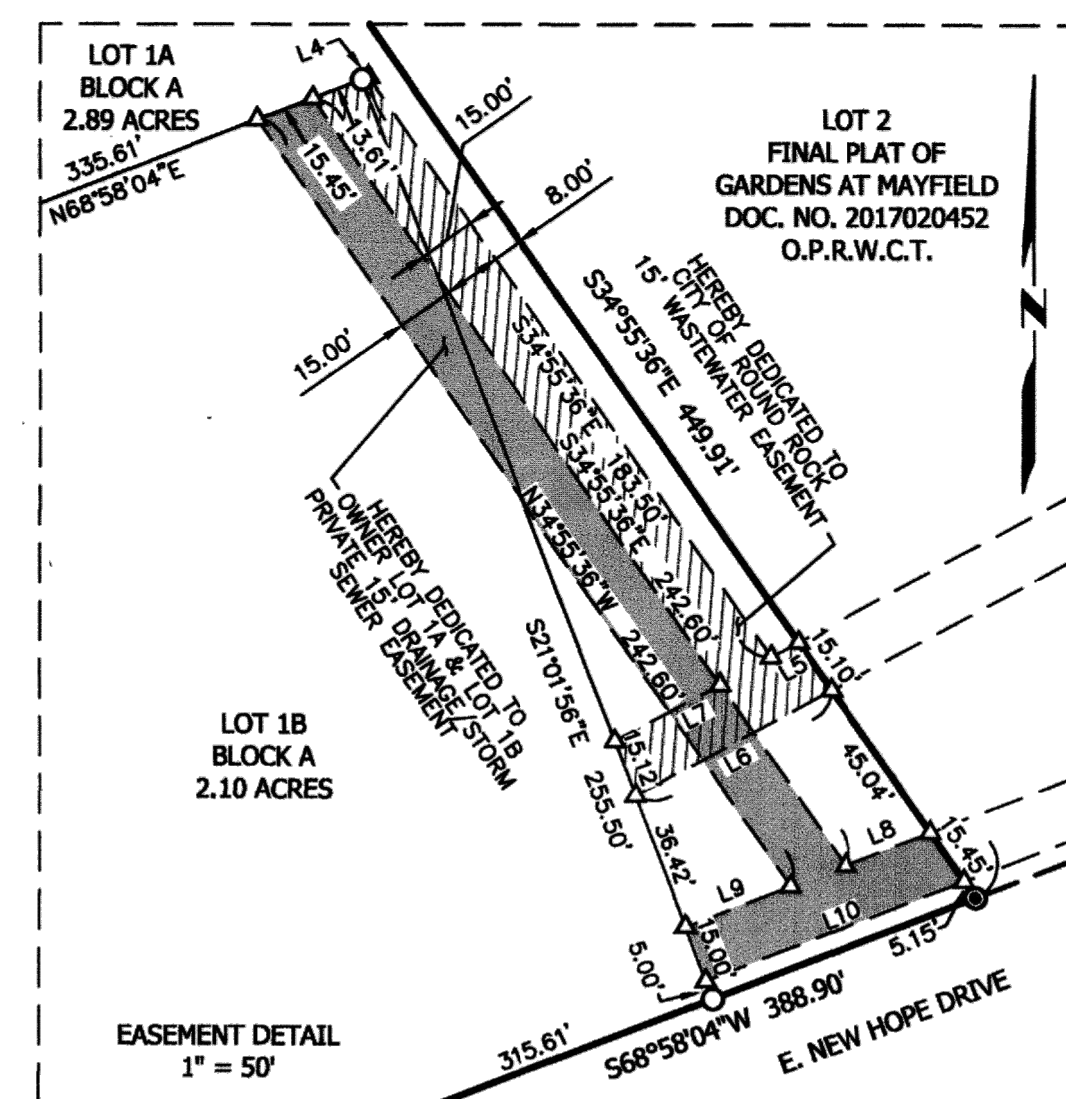 LOT 1A
BLOCK A
2.89 ACRES
L4
335.61'
N68°58'04"E
15.45'
13.61'
15.00'
8.00'
15.00'
LOT 2
FINAL PLAT OF
GARDENS AT MAYFIELD
DOC. NO. 2017020452
O.P.R.W.C.T.
N
HEREBY DEDICATED TO
CITY OF ROUND ROCK
15' WASTEWATER EASEMENT
S34°55'36"E 449.91'
S34°55'36"E 183.50'
S34°55'36"E 242.60'
N34°55'36"W 242.60'
HEREBY DEDICATED TO
OWNER LOT 1A & LOT 1B
PRIVATE 15' DRAINAGE/STORM
SEWER EASEMENT
S21°01'56"E
255.50'
L5
15.10'
L7
L6
15.12'
45.04'
36.42'
L8
15.45'
L9
L10
15.00'
5.00'
5.15'
LOT 1B
BLOCK A
2.10 ACRES
315.61'
S68°58'04"W 388.90'
E. NEW HOPE DRIVE
EASEMENT DETAIL
1" = 50'